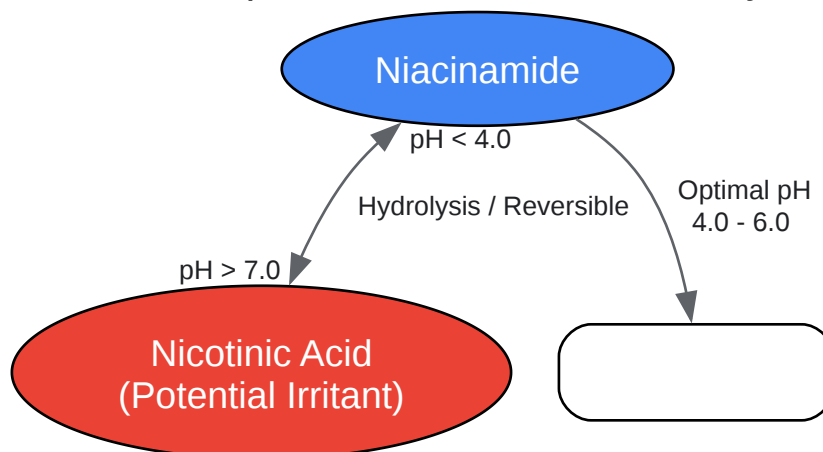 Niacinamide
pH < 4.0
Hydrolysis / Reversible
Optimal pH
4.0 - 6.0
pH > 7.0
Nicotinic Acid
(Potential Irritant)